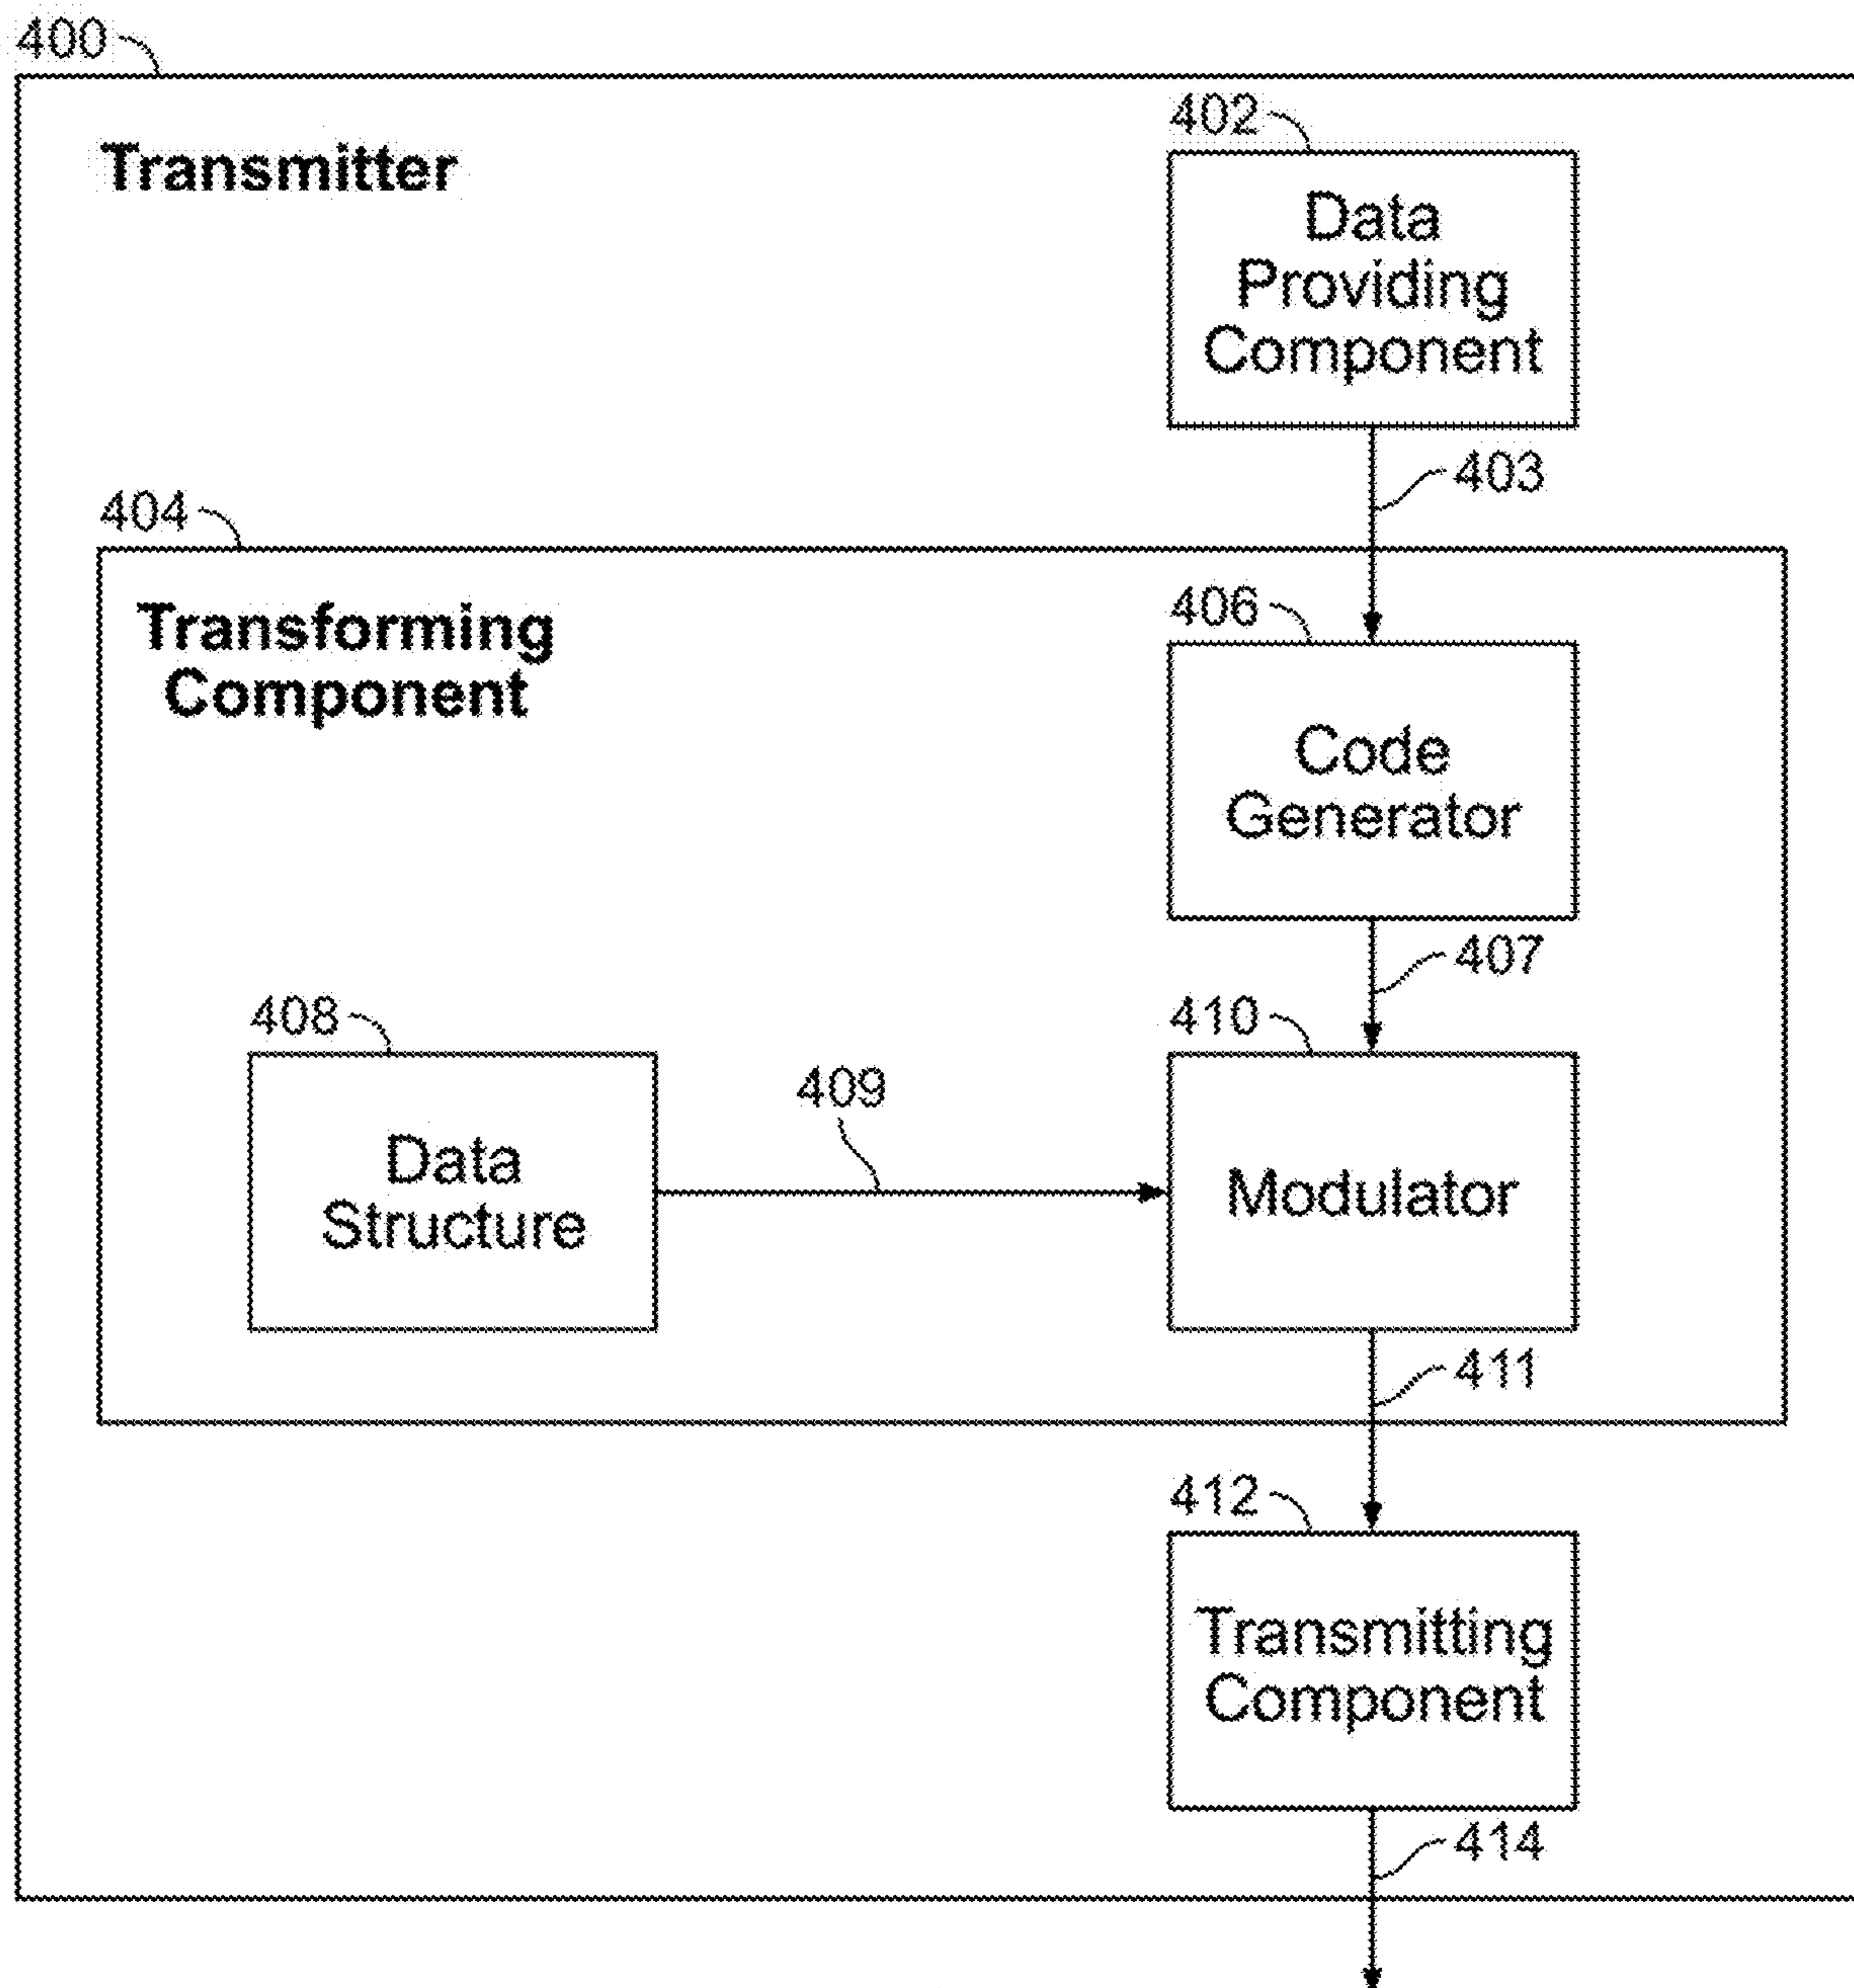 400
Transmitter
402
Data
Providing
Component
403
404
Transforming
Component
406
Code
Generator
407
408
Data
Structure
409
410
Modulator
411
412
Transmitting
Component
414